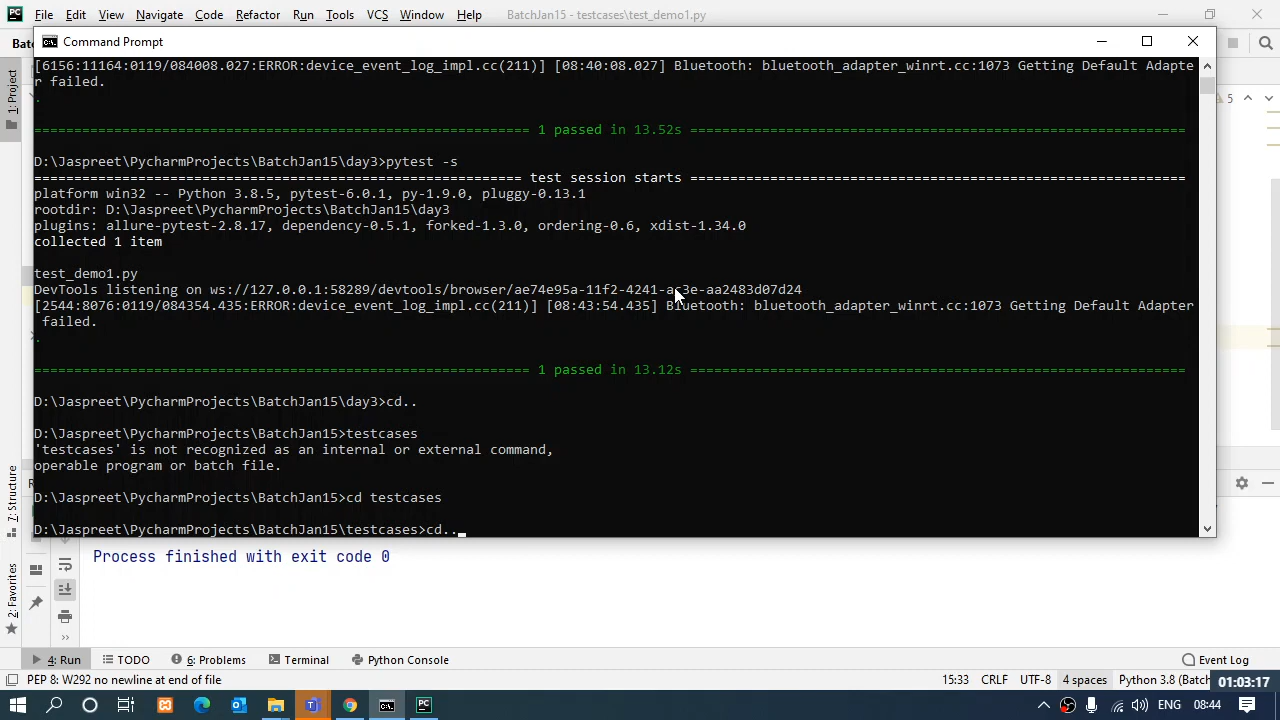 File Edit View Navigate Code Refactor Run Tools VCS Window Help BatchJan15 - testcases\test_demo1.py
Command Prompt
[6156:11164:0119/084008.027:ERROR:device_event_log_impl.cc(211)] [08:40:08.027] Bluetooth: bluetooth_adapter_winrt.cc:1073 Getting Default Adapte
r failed.
.
============================================================== 1 passed in 13.52s ==============================================================
D:\Jaspreet\PycharmProjects\BatchJan15\day3>pytest -s
============================================================= test session starts ==============================================================
platform win32 -- Python 3.8.5, pytest-6.0.1, py-1.9.0, pluggy-0.13.1
rootdir: D:\Jaspreet\PycharmProjects\BatchJan15\day3
plugins: allure-pytest-2.8.17, dependency-0.5.1, forked-1.3.0, ordering-0.6, xdist-1.34.0
collected 1 item
test_demo1.py
DevTools listening on ws://127.0.0.1:58289/devtools/browser/ae74e95a-11f2-4241-ac3e-aa2483d07d24
[2544:8076:0119/084354.435:ERROR:device_event_log_impl.cc(211)] [08:43:54.435] Bluetooth: bluetooth_adapter_winrt.cc:1073 Getting Default Adapter
failed.
.
============================================================== 1 passed in 13.12s ==============================================================
D:\Jaspreet\PycharmProjects\BatchJan15\day3>cd..
D:\Jaspreet\PycharmProjects\BatchJan15>testcases
'testcases' is not recognized as an internal or external command,
operable program or batch file.
D:\Jaspreet\PycharmProjects\BatchJan15>cd testcases
D:\Jaspreet\PycharmProjects\BatchJan15\testcases>cd..
1: Project
5
7: Structure
2: Favorites
Process finished with exit code 0
4: Run TODO 6: Problems Terminal Python Console Event Log
PEP 8: W292 no newline at end of file 15:33 CRLF UTF-8 4 spaces Python 3.8 (Batch
01:03:17
ENG 08:44